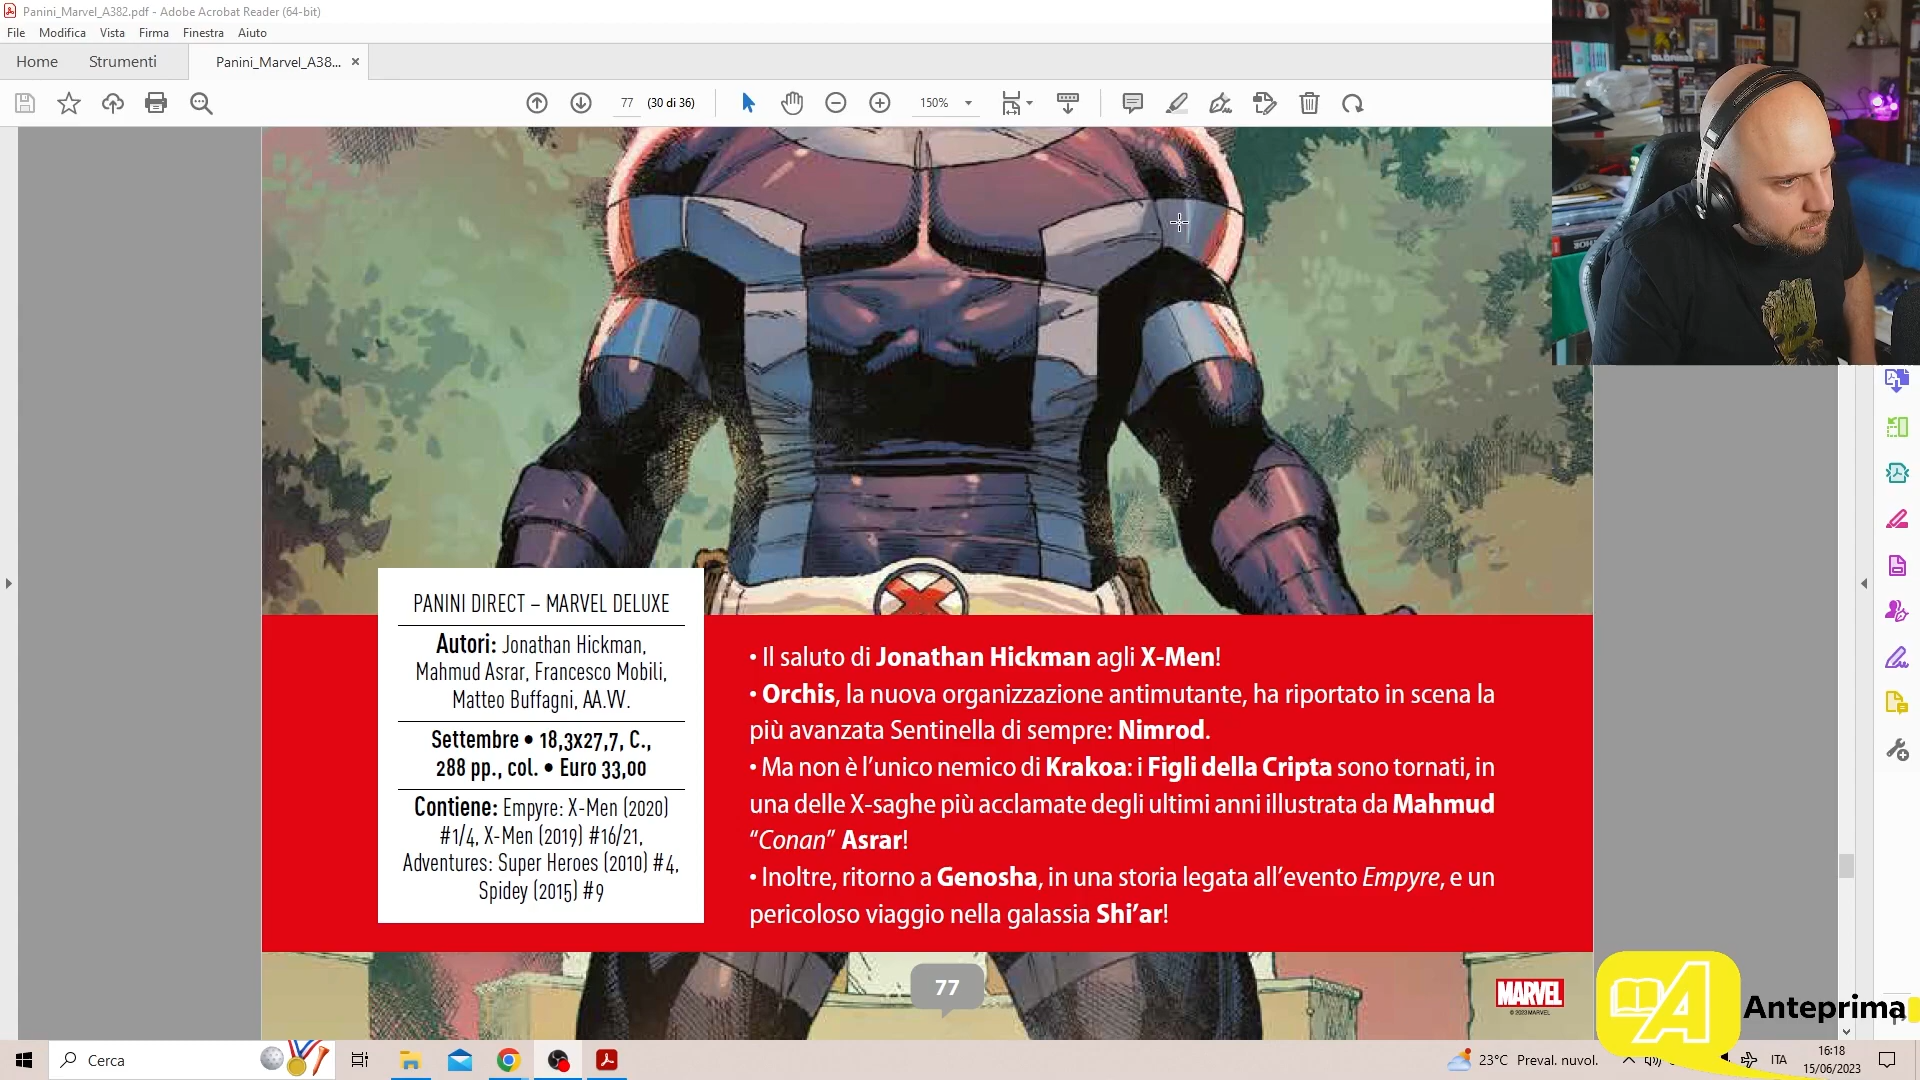 Panini_Marvel_A382.pdf - Adobe Acrobat Reader (64-bit)
File Modifica Vista Firma Finestra Aiuto
Home Strumenti Panini_Marvel_A38... ×
77 (30 di 36) 150%
PANINI DIRECT – MARVEL DELUXE
Autori: Jonathan Hickman,
Mahmud Asrar, Francesco Mobili,
Matteo Buffagni, AA.VV.
Settembre • 18,3x27,7, C.,
288 pp., col. • Euro 33,00
Contiene: Empyre: X-Men (2020)
#1/4, X-Men (2019) #16/21,
Adventures: Super Heroes (2010) #4,
Spidey (2015) #9
• Il saluto di Jonathan Hickman agli X-Men!
• Orchis, la nuova organizzazione antimutante, ha riportato in scena la
più avanzata Sentinella di sempre: Nimrod.
• Ma non è l'unico nemico di Krakoa: i Figli della Cripta sono tornati, in
una delle X-saghe più acclamate degli ultimi anni illustrata da Mahmud
“Conan” Asrar!
• Inoltre, ritorno a Genosha, in una storia legata all'evento Empyre, e un
pericoloso viaggio nella galassia Shi'ar!
77
MARVEL
© 2023 MARVEL
A
Anteprima
Cerca
23°C Preval. nuvol.
ITA
16:18
15/06/2023